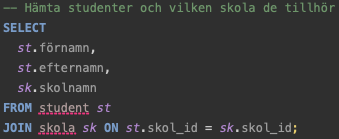 -- Hämta studenter och vilken skola de tillhör
SELECT
st.förnamn,
st.efternamn,
sk.skolnamn
FROM student st
JOIN skola sk ON st.skol_id = sk.skol_id;